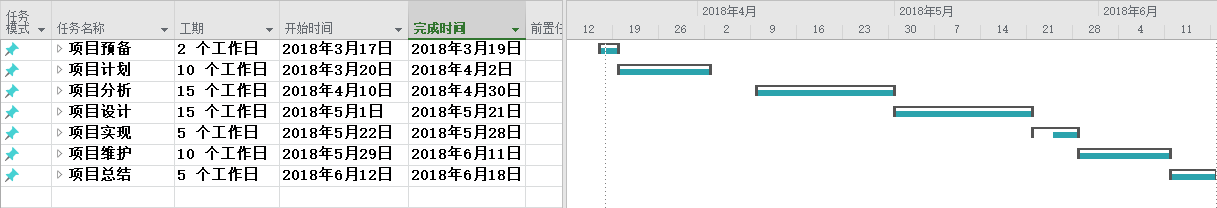 任务模式 任务名称 工期 开始时间 完成时间 前置任
2018年4月 2018年5月 2018年6月
12 19 26 2 9 16 23 30 7 14 21 28 4 11
项目预备 2 个工作日 2018年3月17日 2018年3月19日
项目计划 10 个工作日 2018年3月20日 2018年4月2日
项目分析 15 个工作日 2018年4月10日 2018年4月30日
项目设计 15 个工作日 2018年5月1日 2018年5月21日
项目实现 5 个工作日 2018年5月22日 2018年5月28日
项目维护 10 个工作日 2018年5月29日 2018年6月11日
项目总结 5 个工作日 2018年6月12日 2018年6月18日